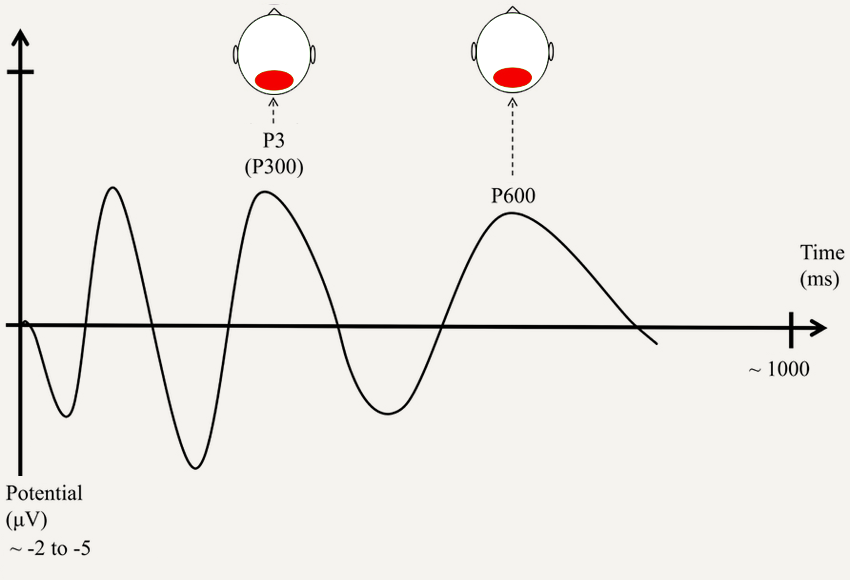 P3
(P300)
P600
Time
(ms)
~ 1000
Potential
(μV)
~ -2 to -5